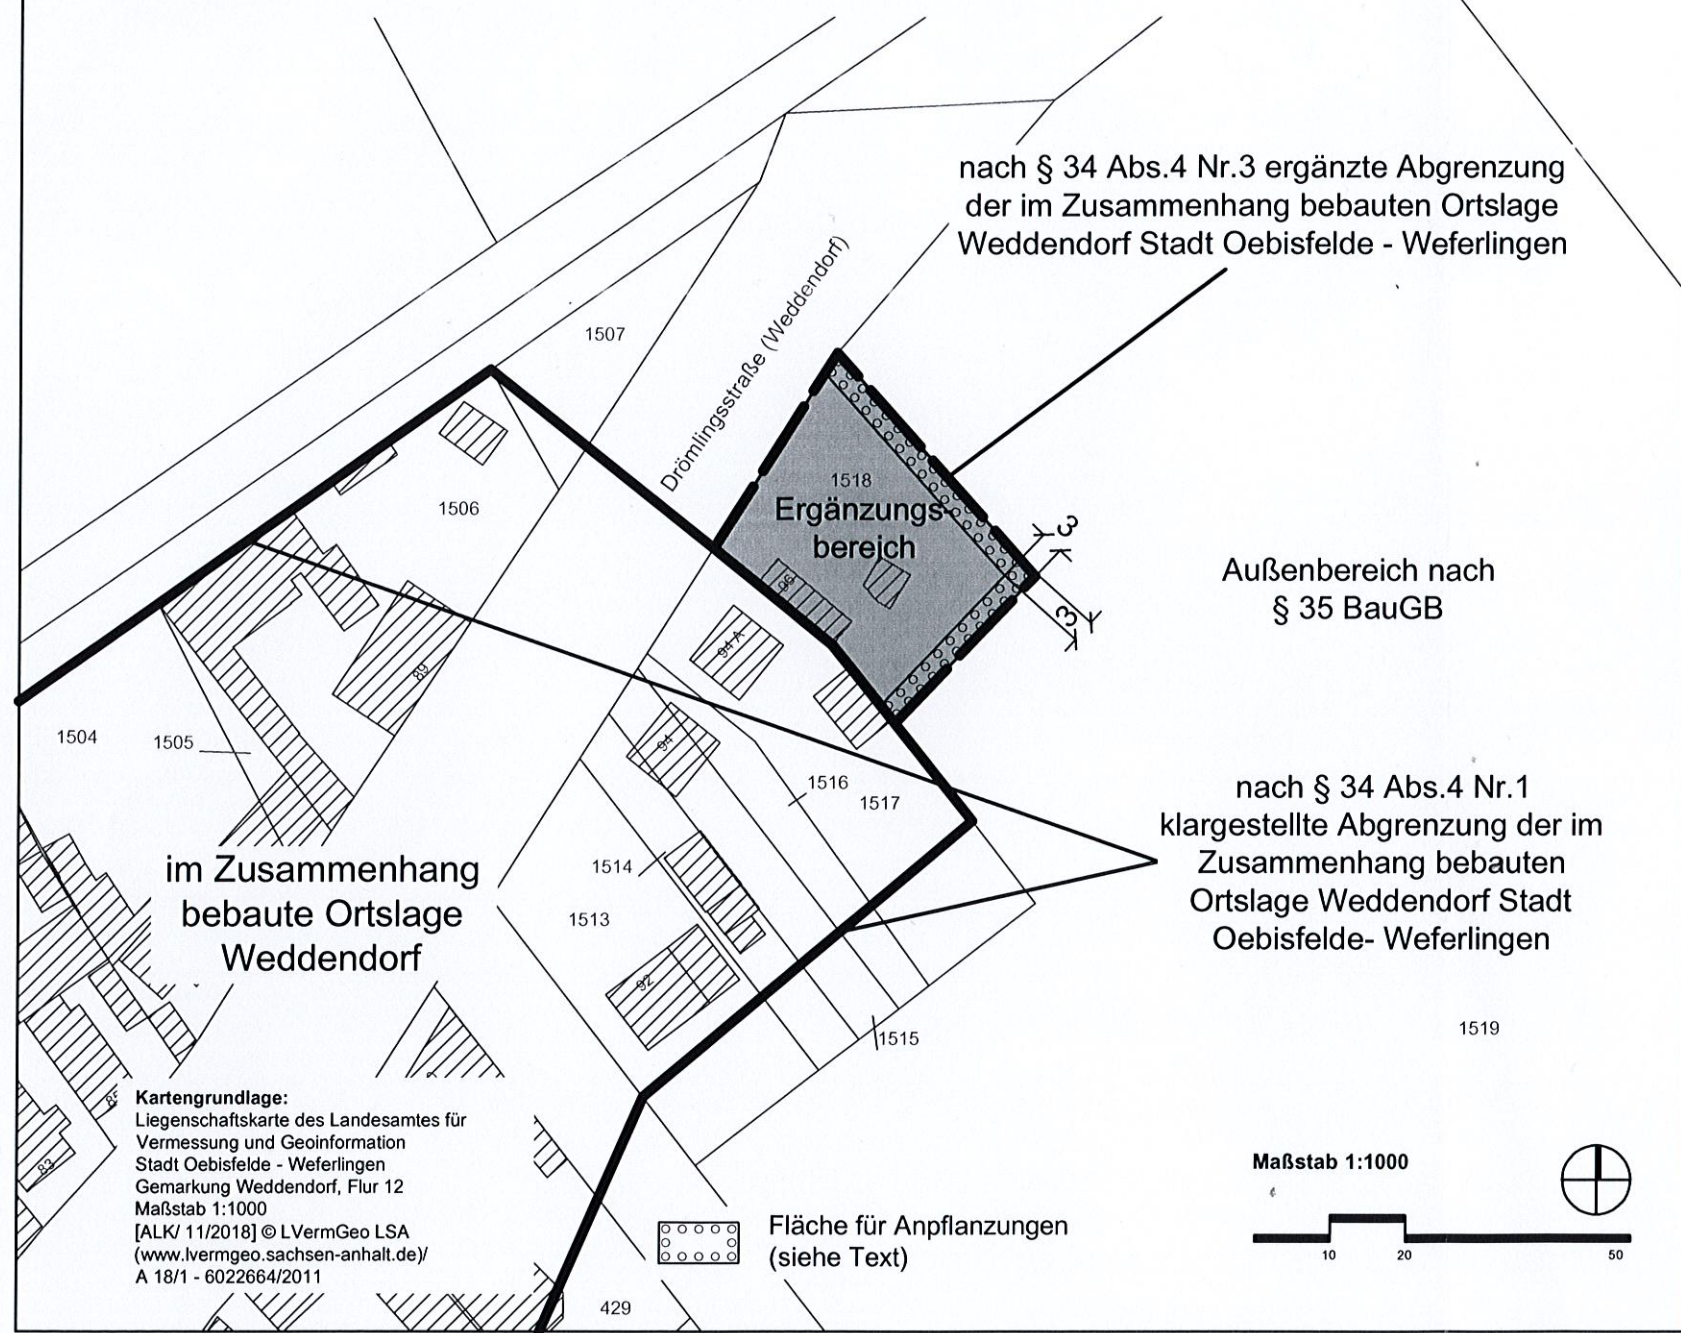 nach § 34 Abs.4 Nr.3 ergänzte Abgrenzung
der im Zusammenhang bebauten Ortslage
Weddendorf Stadt Oebisfelde - Weferlingen
Drömlingsstraße (Weddendorf)
1507
1518
Ergänzungs-
bereich
1506
96
3
3
Außenbereich nach
§ 35 BauGB
94 A
89
94
1504
1505
1516
1517
nach § 34 Abs.4 Nr.1
klargestellte Abgrenzung der im
Zusammenhang bebauten
Ortslage Weddendorf Stadt
Oebisfelde- Weferlingen
1514
im Zusammenhang
bebaute Ortslage
Weddendorf
1513
92
1515
1519
83
Kartengrundlage:
Liegenschaftskarte des Landesamtes für
Vermessung und Geoinformation
Stadt Oebisfelde - Weferlingen
Gemarkung Weddendorf, Flur 12
Maßstab 1:1000
[ALK/ 11/2018] © LVermGeo LSA
(www.lvermgeo.sachsen-anhalt.de)/
A 18/1 - 6022664/2011
Fläche für Anpflanzungen
(siehe Text)
Maßstab 1:1000
10 20 50
429